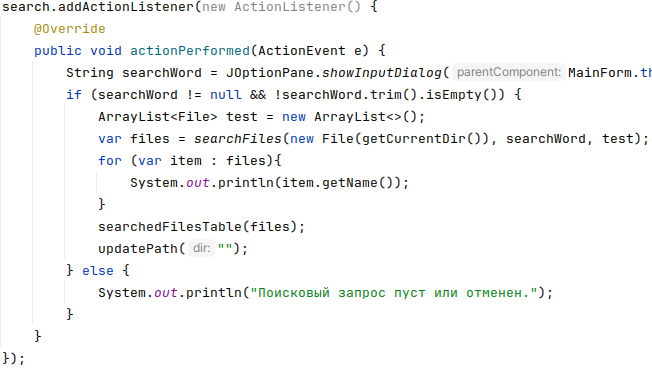 search.addActionListener(new ActionListener() {
@Override
public void actionPerformed(ActionEvent e) {
String searchWord = JOptionPane.showInputDialog( parentComponent: MainForm.th
if (searchWord != null && !searchWord.trim().isEmpty()) {
ArrayList<File> test = new ArrayList<>();
var files = searchFiles(new File(getCurrentDir()), searchWord, test);
for (var item : files){
System.out.println(item.getName());
}
searchedFilesTable(files);
updatePath( dir: "");
} else {
System.out.println("Поисковый запрос пуст или отменен.");
}
}
});